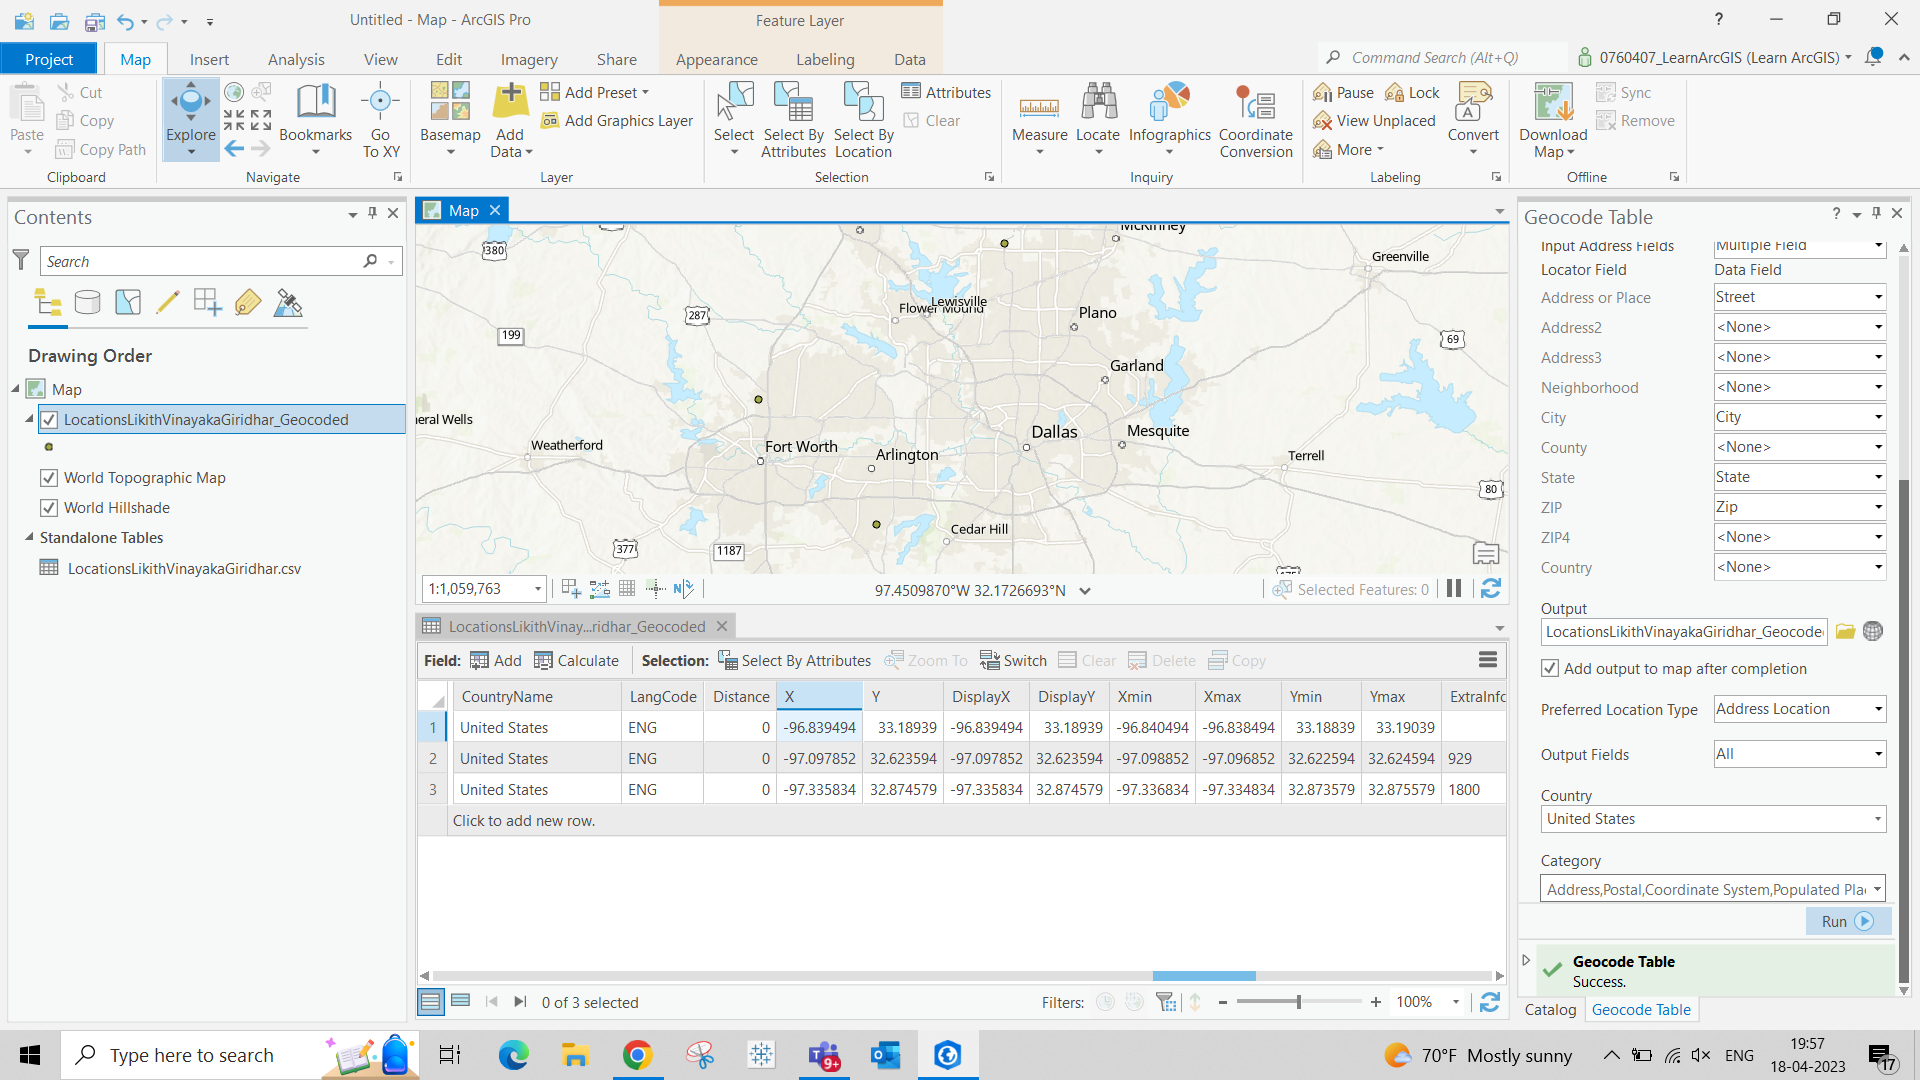 Untitled - Map - ArcGIS Pro
Feature Layer
?
Project
Map
Insert
Analysis
View
Edit
Imagery
Share
Appearance
Labeling
Data
Command Search (Alt+Q)
0760407_LearnArcGIS (Learn ArcGIS)
Paste
Cut
Copy
Copy Path
Clipboard
Explore
Bookmarks
Go
To XY
Navigate
Basemap
Add
Data
Add Preset
Add Graphics Layer
Layer
Select
Select By
Attributes
Select By
Location
Attributes
Clear
Selection
Measure
Locate
Infographics
Coordinate
Conversion
Inquiry
Pause
Lock
View Unplaced
More
Convert
Labeling
Download
Map
Sync
Remove
Offline
Contents
Search
Drawing Order
Map
LocationsLikithVinayakaGiridhar_Geocoded
World Topographic Map
World Hillshade
Standalone Tables
LocationsLikithVinayakaGiridhar.csv
Map
McKinney
380
Greenville
Lewisville
Flower Mound
287
Plano
199
69
Garland
eral Wells
Weatherford
Fort Worth
Arlington
Dallas
Mesquite
Terrell
80
Cedar Hill
377
1187
1:1,059,763
97.4509870°W 32.1726693°N
Selected Features: 0
LocationsLikithVinay...ridhar_Geocoded
Field:
Add
Calculate
Selection:
Select By Attributes
Zoom To
Switch
Clear
Delete
Copy
CountryName LangCode Distance X Y DisplayX DisplayY Xmin Xmax Ymin Ymax ExtraInfo
1 United States ENG 0 -96.839494 33.18939 -96.839494 33.18939 -96.840494 -96.838494 33.18839 33.19039
2 United States ENG 0 -97.097852 32.623594 -97.097852 32.623594 -97.098852 -97.096852 32.622594 32.624594 929
3 United States ENG 0 -97.335834 32.874579 -97.335834 32.874579 -97.336834 -97.334834 32.873579 32.875579 1800
Click to add new row.
0 of 3 selected
Filters:
100%
Geocode Table
?
Input Address Fields Multiple Field
Locator Field Data Field
Address or Place Street
Address2 <None>
Address3 <None>
Neighborhood <None>
City City
County <None>
State State
ZIP Zip
ZIP4 <None>
Country <None>
Output
LocationsLikithVinayakaGiridhar_Geocode
Add output to map after completion
Preferred Location Type Address Location
Output Fields All
Country
United States
Category
Address,Postal,Coordinate System,Populated Pla
Run
Geocode Table
Success.
Catalog
Geocode Table
Type here to search
9+
70°F Mostly sunny
ENG
19:57
18-04-2023
17